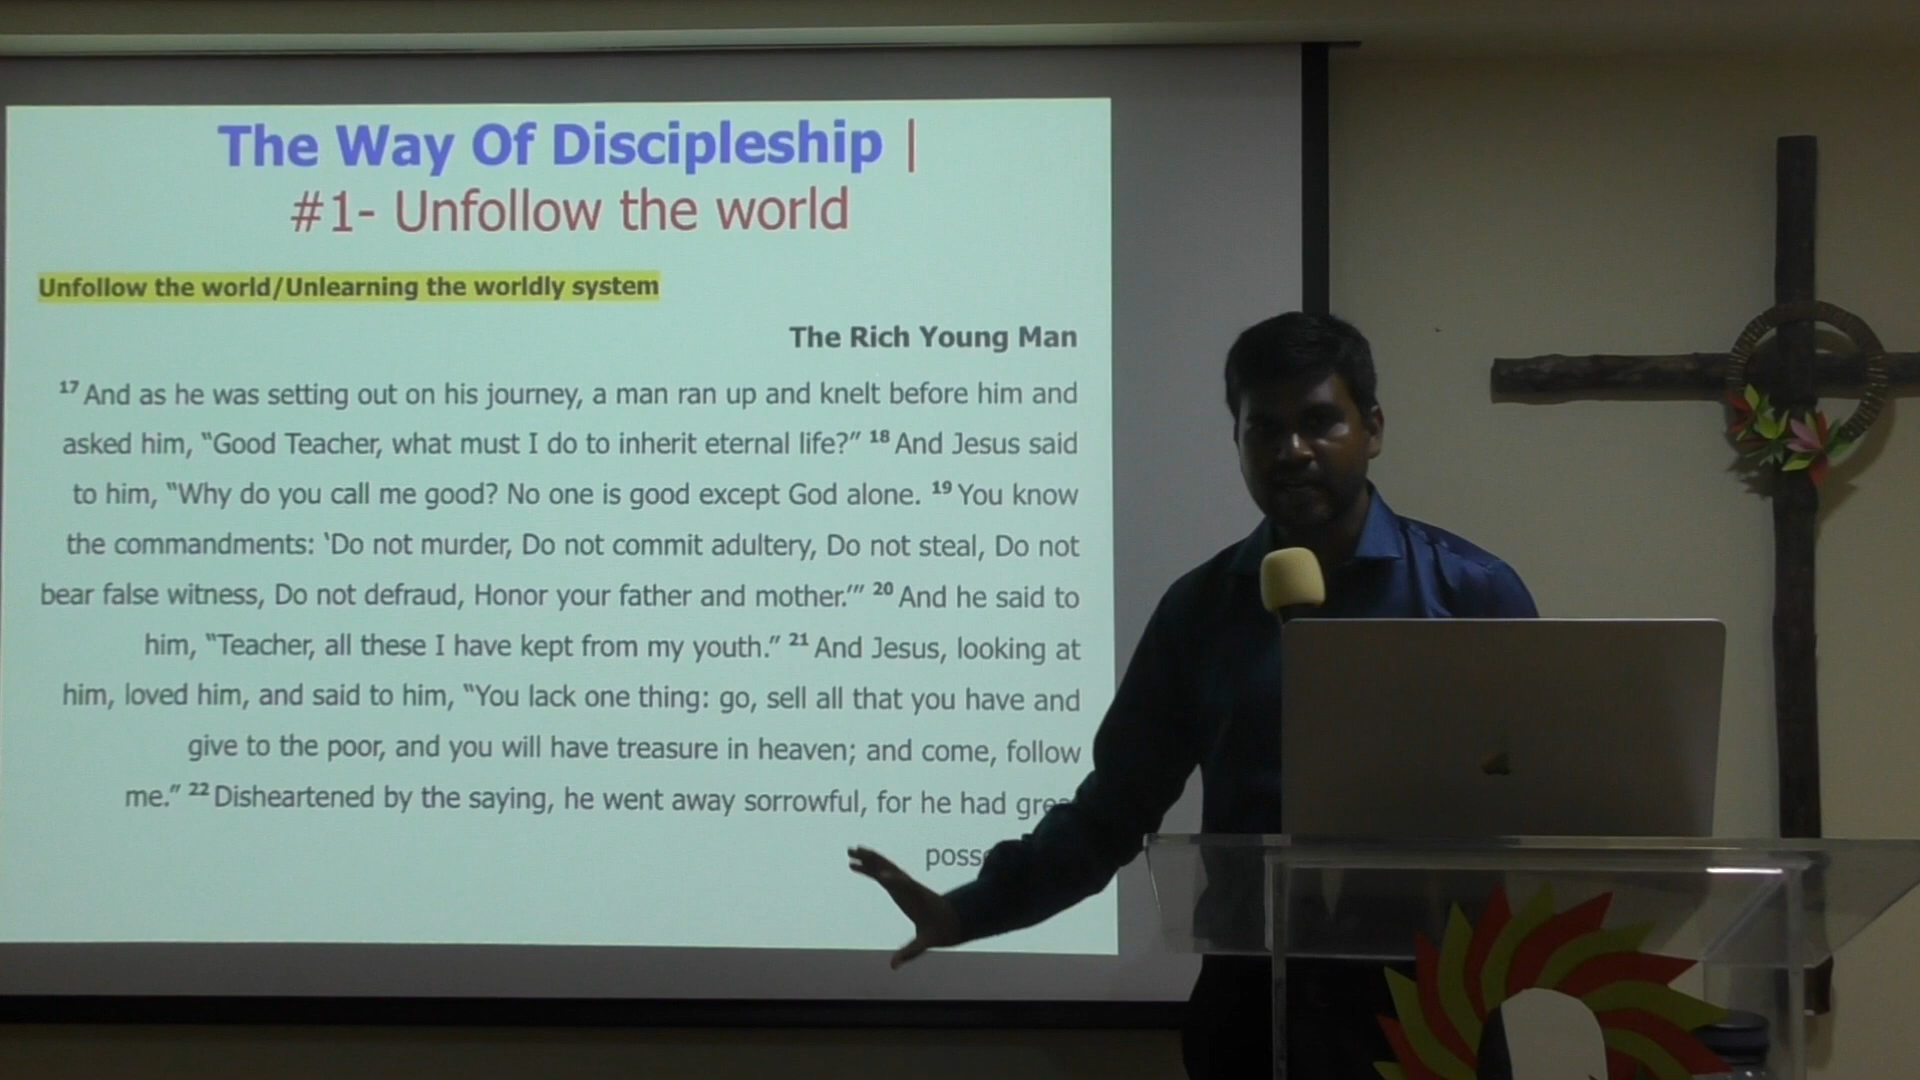 The Way Of Discipleship |
#1- Unfollow the world
Unfollow the world/Unlearning the worldly system
The Rich Young Man
17 And as he was setting out on his journey, a man ran up and knelt before him and
asked him, “Good Teacher, what must I do to inherit eternal life?” 18 And Jesus said
to him, “Why do you call me good? No one is good except God alone. 19 You know
the commandments: ‘Do not murder, Do not commit adultery, Do not steal, Do not
bear false witness, Do not defraud, Honor your father and mother.’” 20 And he said to
him, “Teacher, all these I have kept from my youth.” 21 And Jesus, looking at
him, loved him, and said to him, “You lack one thing: go, sell all that you have and
give to the poor, and you will have treasure in heaven; and come, follow
me.” 22 Disheartened by the saying, he went away sorrowful, for he had